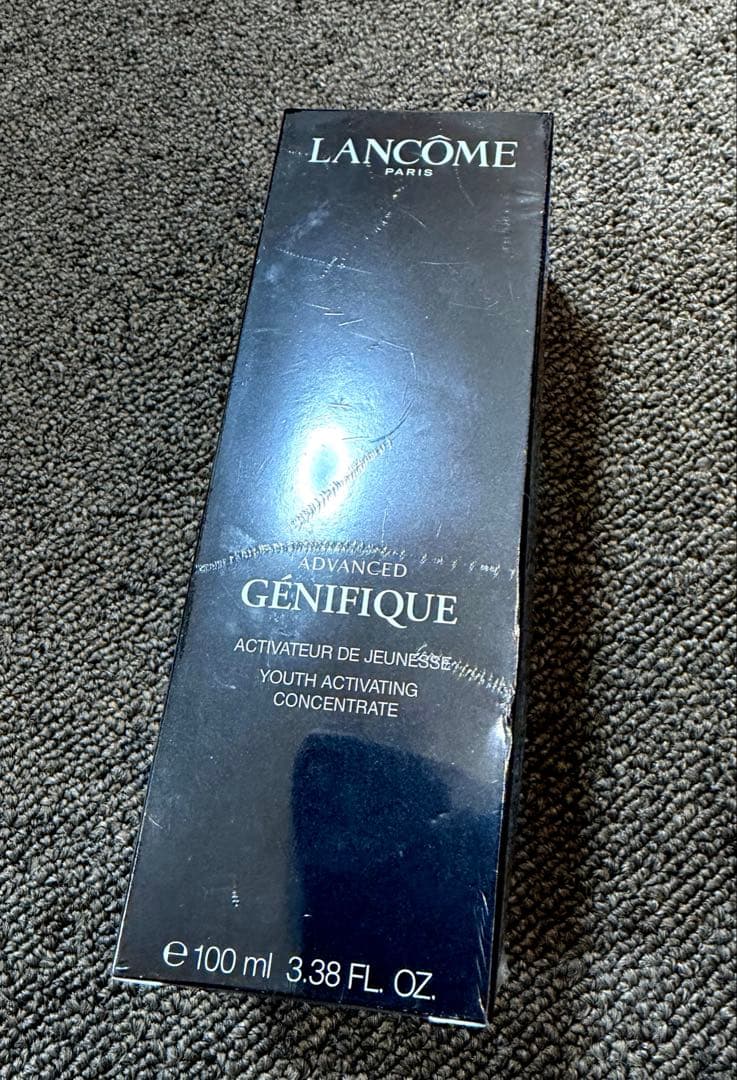 LANCÔME
PARIS
ADVANCED
GÉNIFIQUE
ACTIVATEUR DE JEUNESSE
YOUTH ACTIVATING
CONCENTRATE
℮ 100 ml 3.38 FL. OZ.